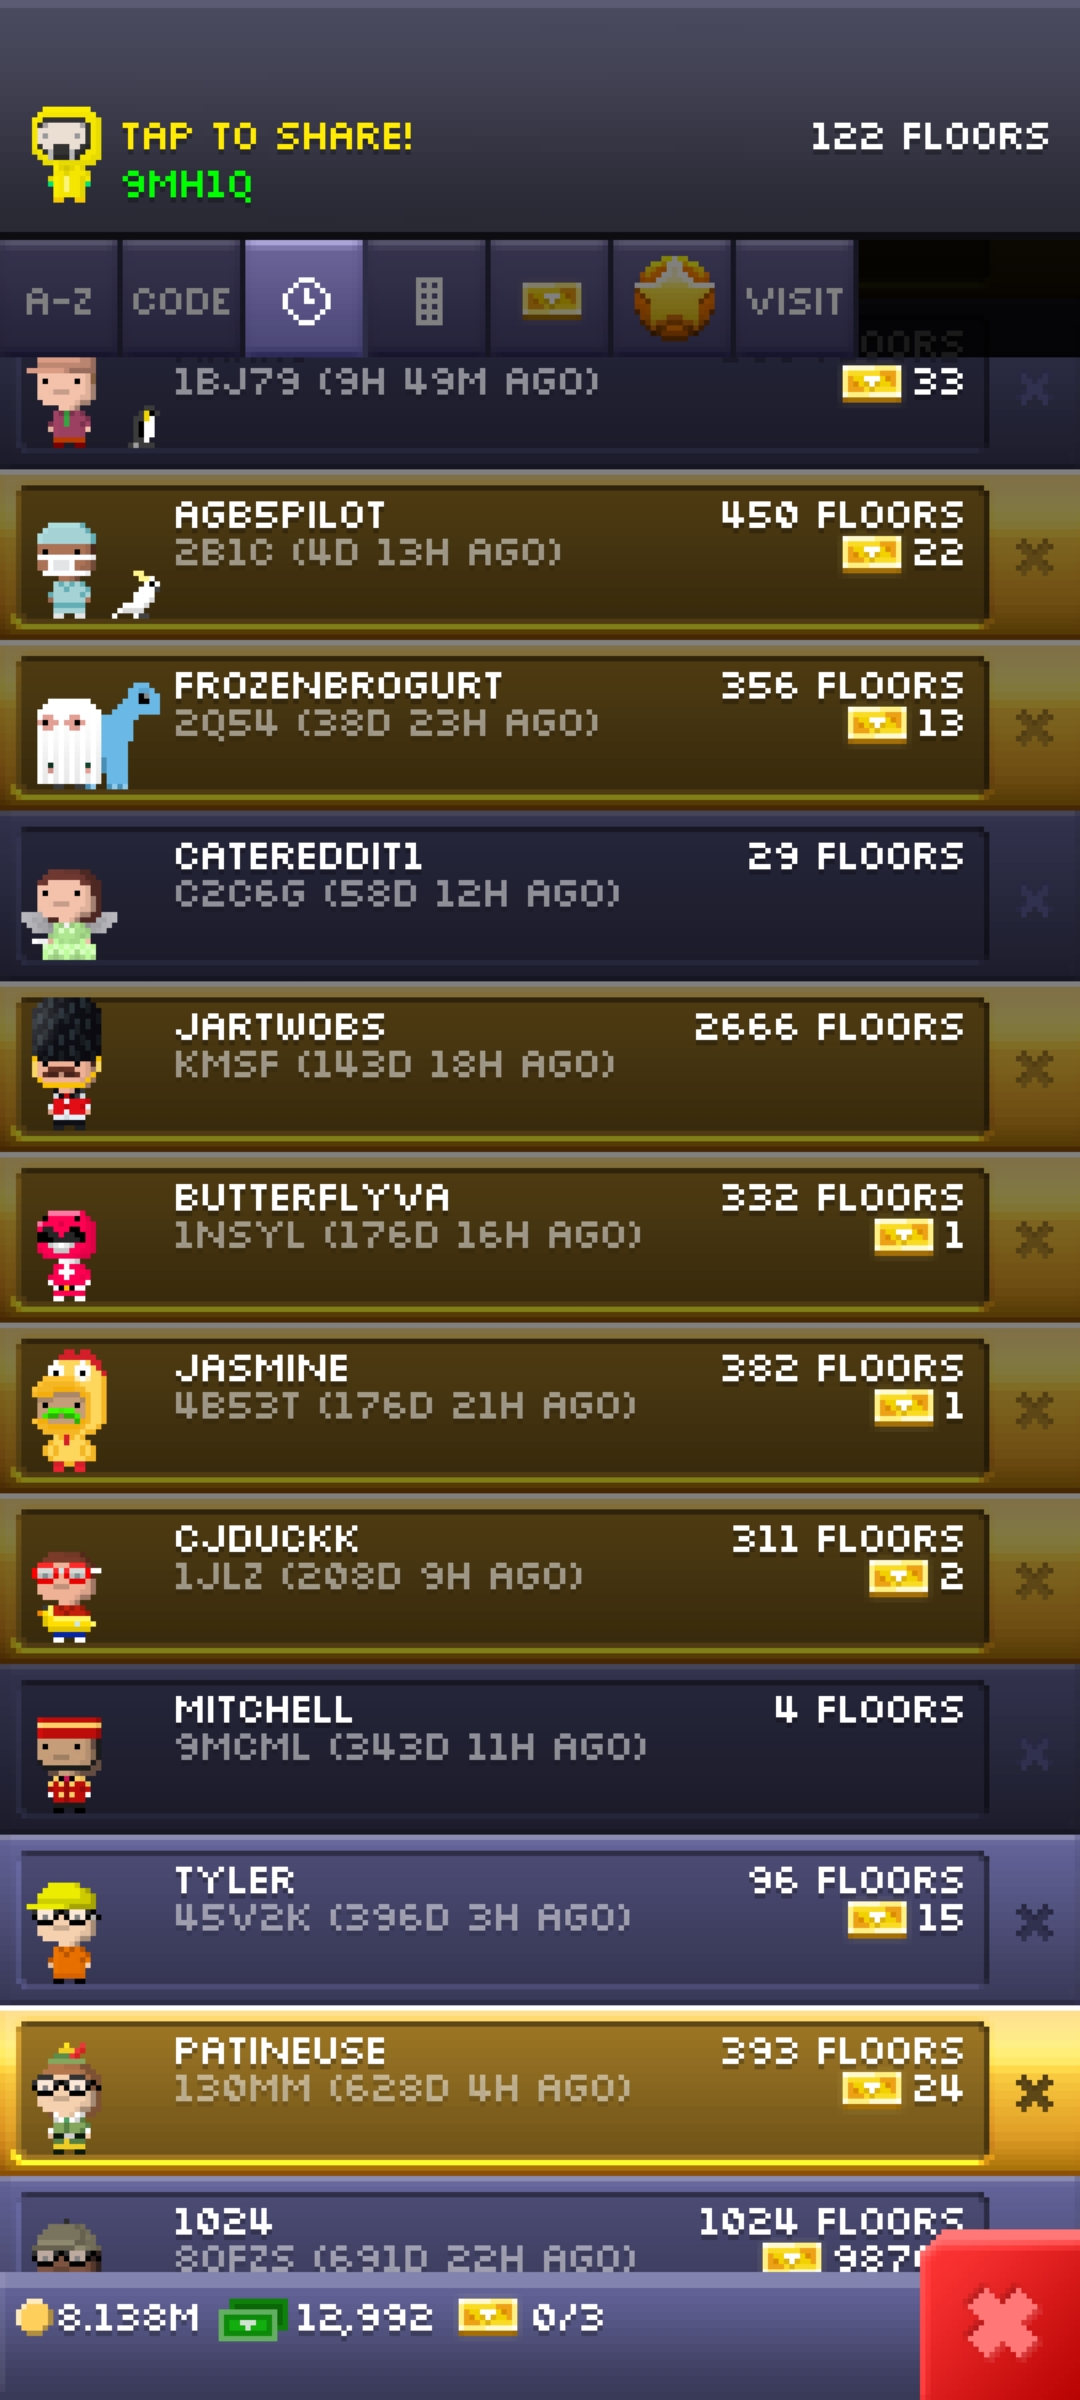 TAP TO SHARE!
122 FLOORS
9MH1Q
A-Z CODE VISIT
1BJ79 (9H 49M AGO)
33
AGB5PILOT
450 FLOORS
2B1C (4D 13H AGO)
22
FROZENBROGURT
356 FLOORS
2Q54 (38D 23H AGO)
13
CATEREDDIT1
29 FLOORS
C2C6G (58D 12H AGO)
JARTWOBS
2666 FLOORS
KMSF (143D 18H AGO)
BUTTERFLYVA
332 FLOORS
1NSYL (176D 16H AGO)
1
JASMINE
382 FLOORS
4B53T (176D 21H AGO)
1
CJDUCKK
311 FLOORS
1JLZ (208D 9H AGO)
2
MITCHELL
4 FLOORS
9MCML (343D 11H AGO)
TYLER
96 FLOORS
45V2K (396D 3H AGO)
15
PATINEUSE
393 FLOORS
130MM (628D 4H AGO)
24
1024
1024 FLOORS
8OFZS (691D 22H AGO)
8.138M 12,992 0/3